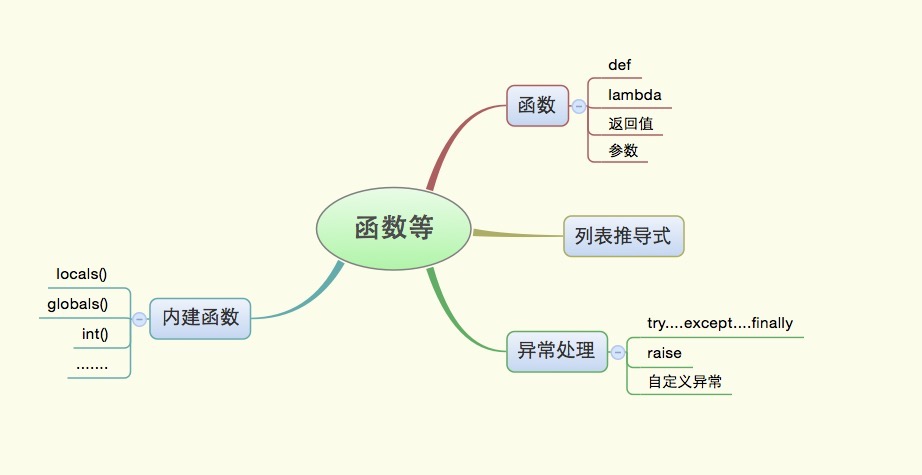 函数等
函数
def
lambda
返回值
参数
列表推导式
异常处理
try....except....finally
raise
自定义异常
内建函数
locals()
globals()
int()
.......